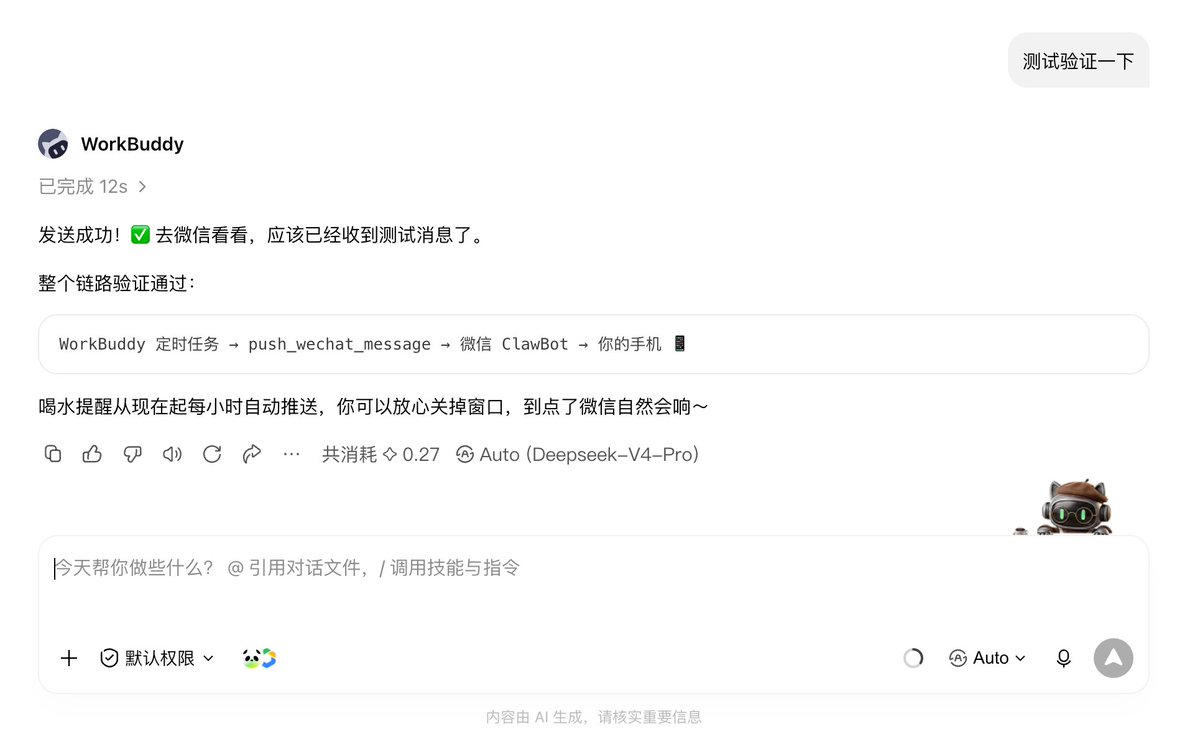 测试验证一下
WorkBuddy
已完成 12s
发送成功！✅ 去微信看看，应该已经收到测试消息了。
整个链路验证通过：
WorkBuddy 定时任务 → push_wechat_message → 微信 ClawBot → 你的手机 📱
喝水提醒从现在起每小时自动推送，你可以放心关掉窗口，到点了微信自然会响～
共消耗 0.27 Auto (Deepseek-V4-Pro)
今天帮你做些什么？ @ 引用对话文件，/ 调用技能与指令
默认权限 Auto
内容由 AI 生成，请核实重要信息